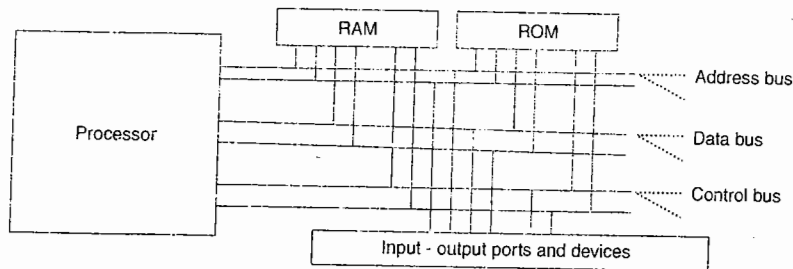 RAM
ROM
Address bus
Processor
Data bus
Control bus
Input - output ports and devices